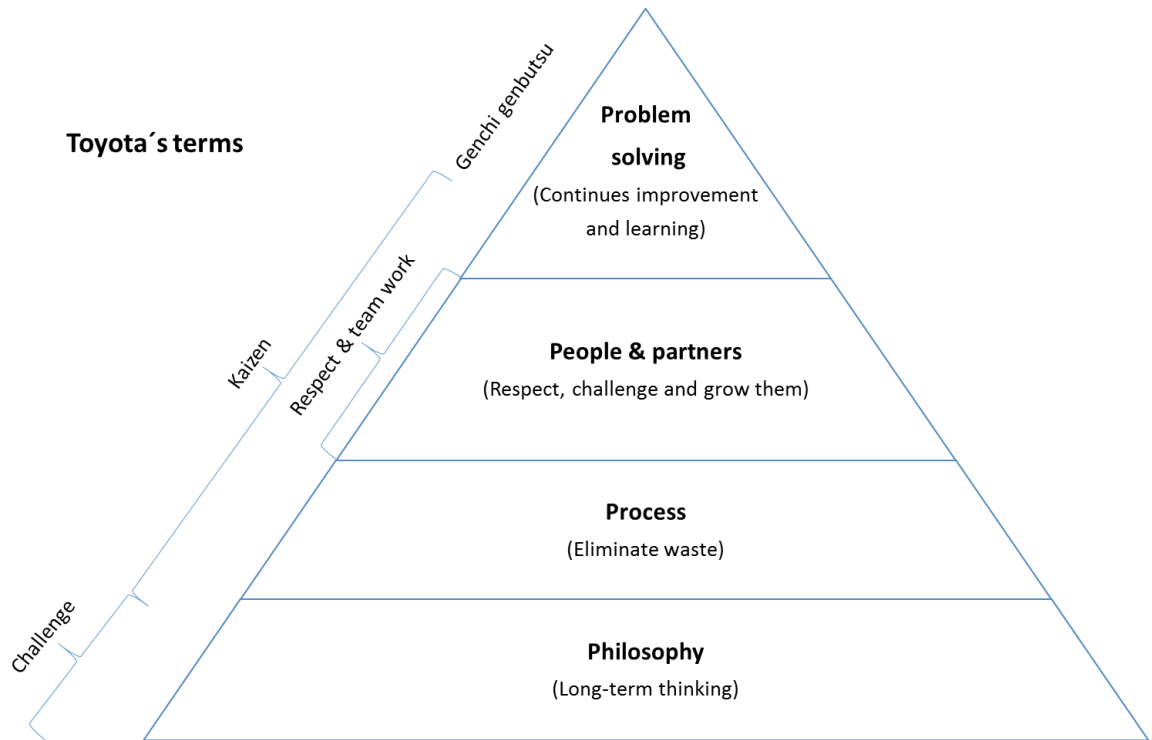 Toyota´s terms
Genchi genbutsu
Kaizen
Respect & team work
Challenge
Problem
solving
(Continues improvement
and learning)
People & partners
(Respect, challenge and grow them)
Process
(Eliminate waste)
Philosophy
(Long-term thinking)